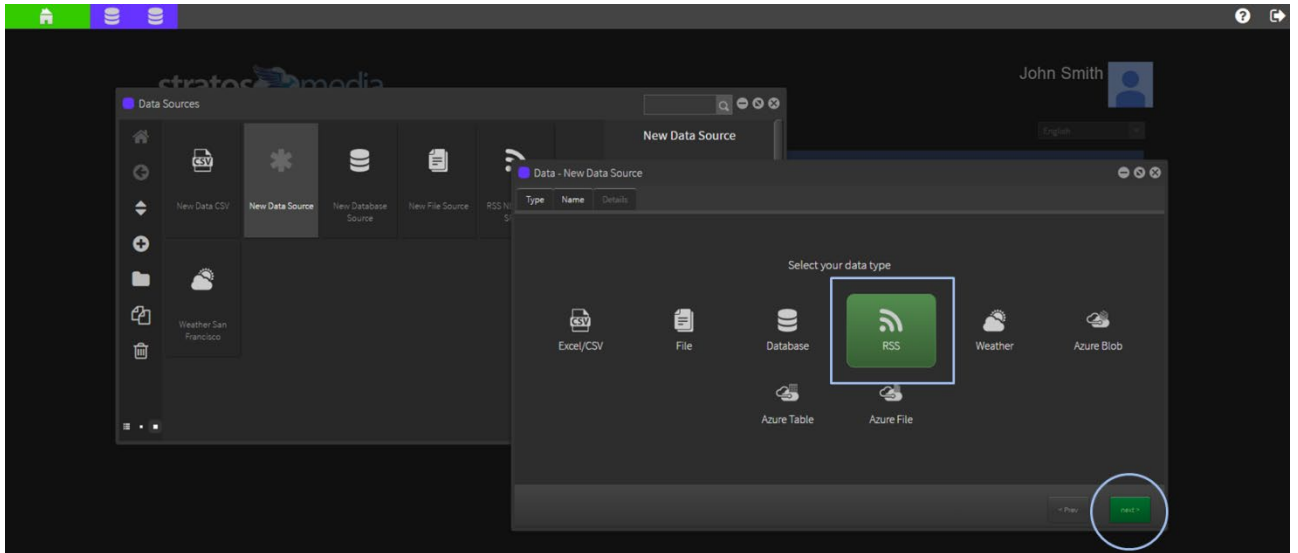 John Smith
stratos media
English
Data Sources
New Data Source
New Data CSV
New Data Source
New Database
Source
New File Source
Weather San
Francisco
Data - New Data Source
Type
Name
Details
Select your data type
CSV
CSV
Excel/CSV
File
Database
RSS
Weather
Azure Blob
Azure Table
Azure File
< Prev
next >